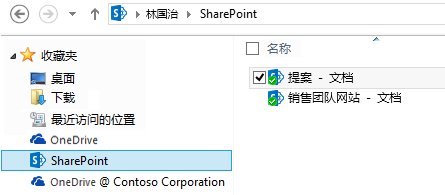 林国治 ▸ SharePoint
收藏夹
桌面
下载
最近访问的位置
OneDrive
SharePoint
OneDrive @ Contoso Corporation
名称
提案 - 文档
销售团队网站 - 文档